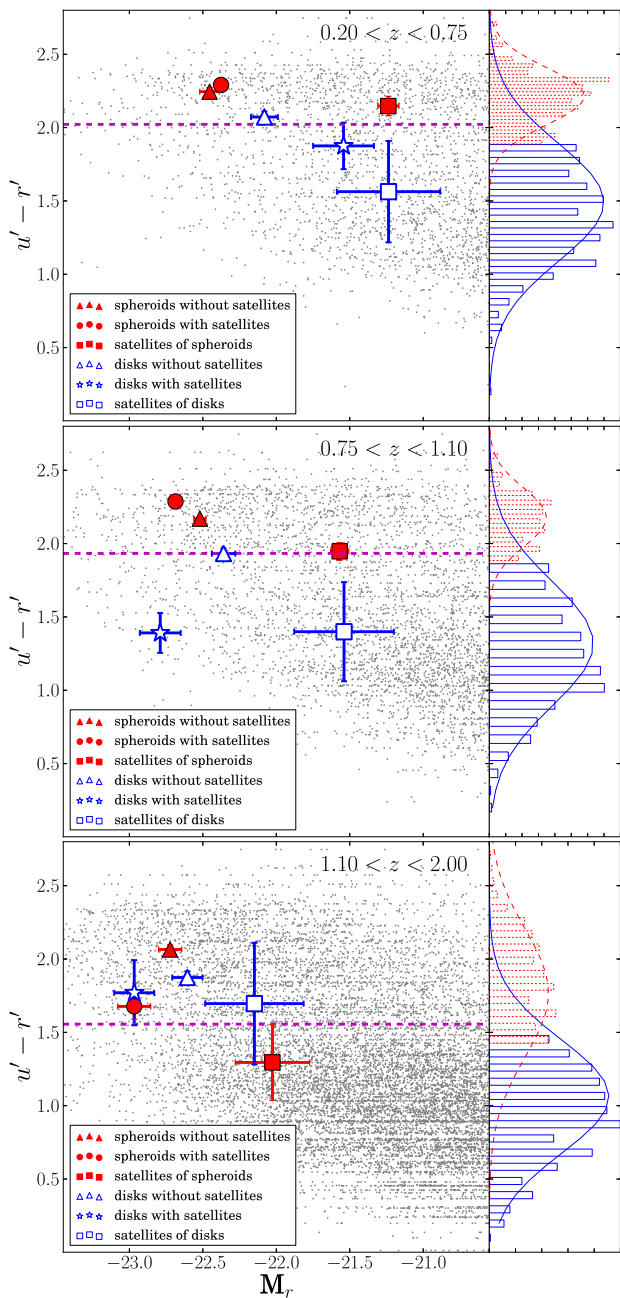 0.20 < z < 0.75
2.5
2.0
1.5
1.0
0.5
u′ − r′
spheroids without satellites
spheroids with satellites
satellites of spheroids
disks without satellites
disks with satellites
satellites of disks
0.75 < z < 1.10
2.5
2.0
1.5
1.0
0.5
u′ − r′
spheroids without satellites
spheroids with satellites
satellites of spheroids
disks without satellites
disks with satellites
satellites of disks
1.10 < z < 2.00
2.5
2.0
1.5
1.0
0.5
u′ − r′
spheroids without satellites
spheroids with satellites
satellites of spheroids
disks without satellites
disks with satellites
satellites of disks
−23.0 −22.5 −22.0 −21.5 −21.0
M_r